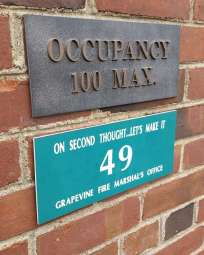 OCCUPANCY
100 MAX.
ON SECOND THOUGHT...LET'S MAKE IT
49
GRAPEVINE FIRE MARSHAL'S OFFICE